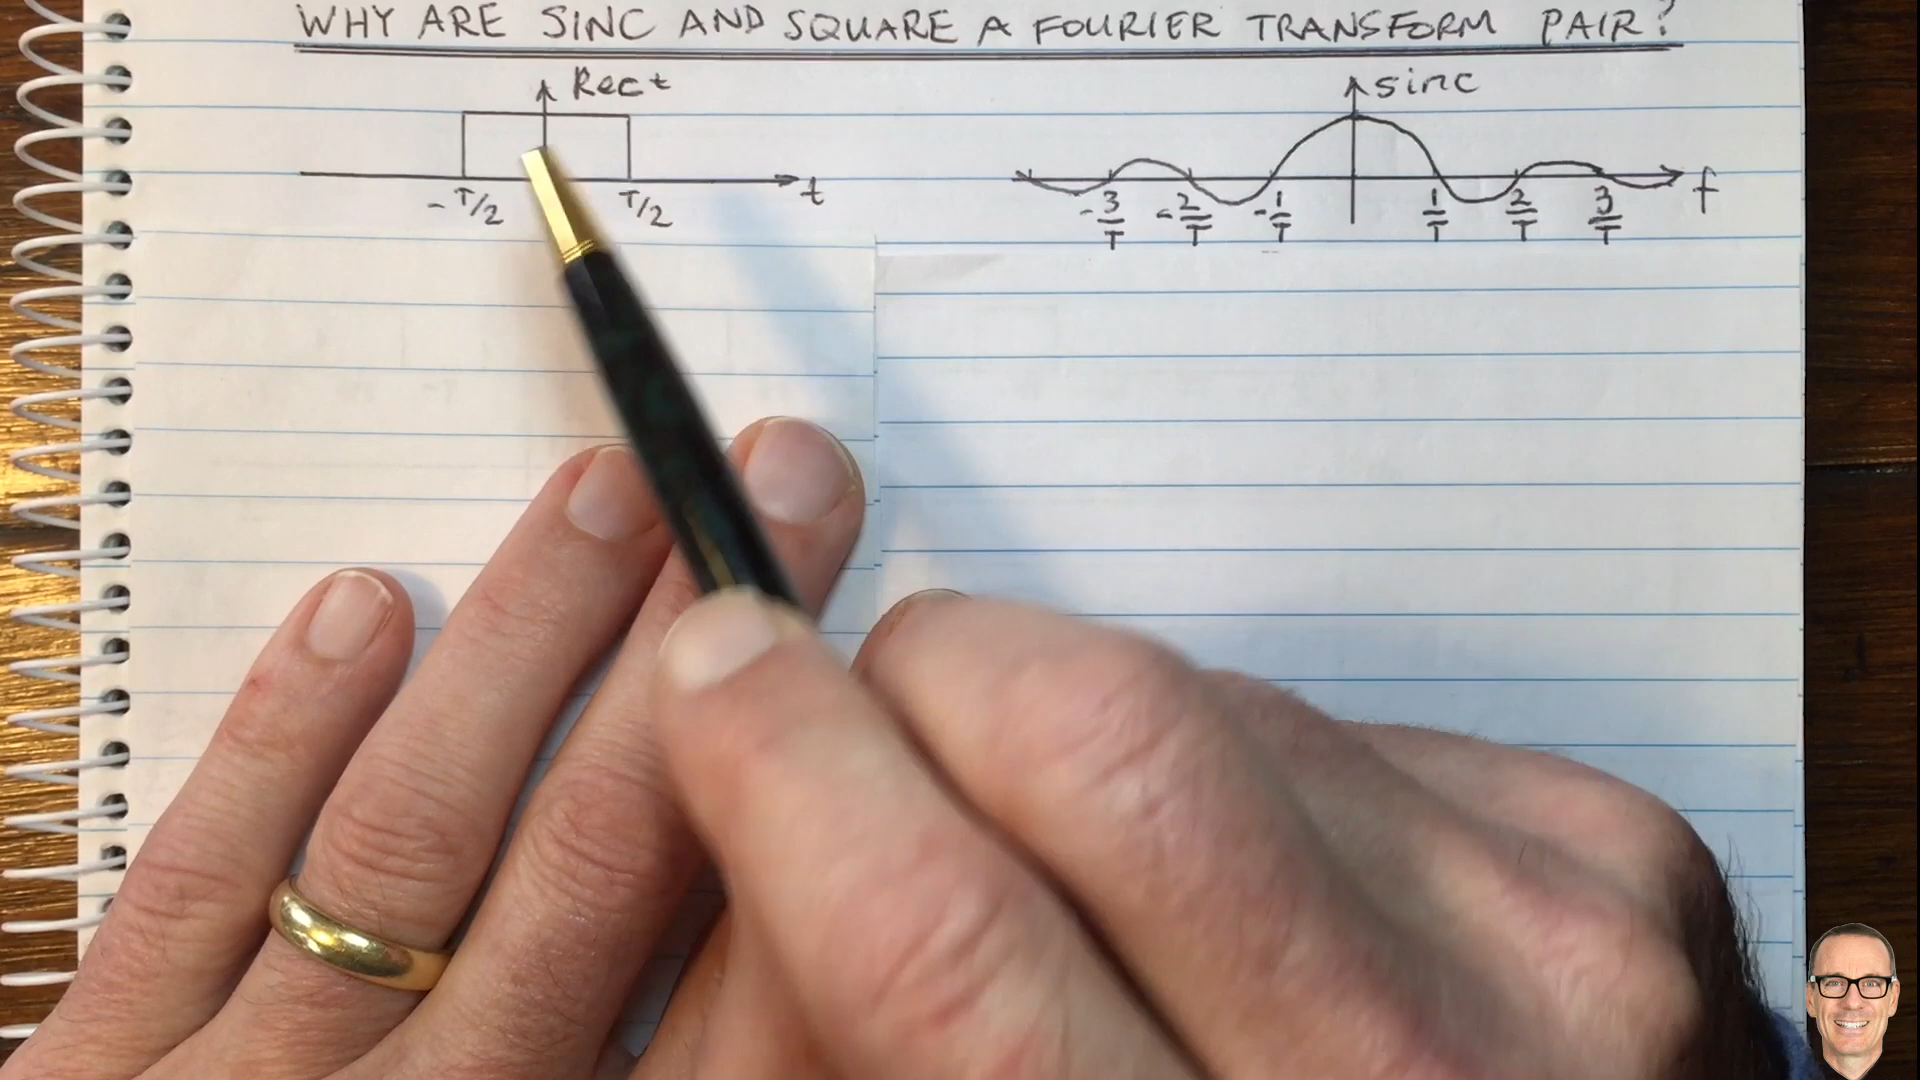 WHY ARE SINC AND SQUARE A FOURIER TRANSFORM PAIR?
Rect
sinc
-T/2
T/2
t
-3/T
-2/T
-1/T
1/T
2/T
3/T
f